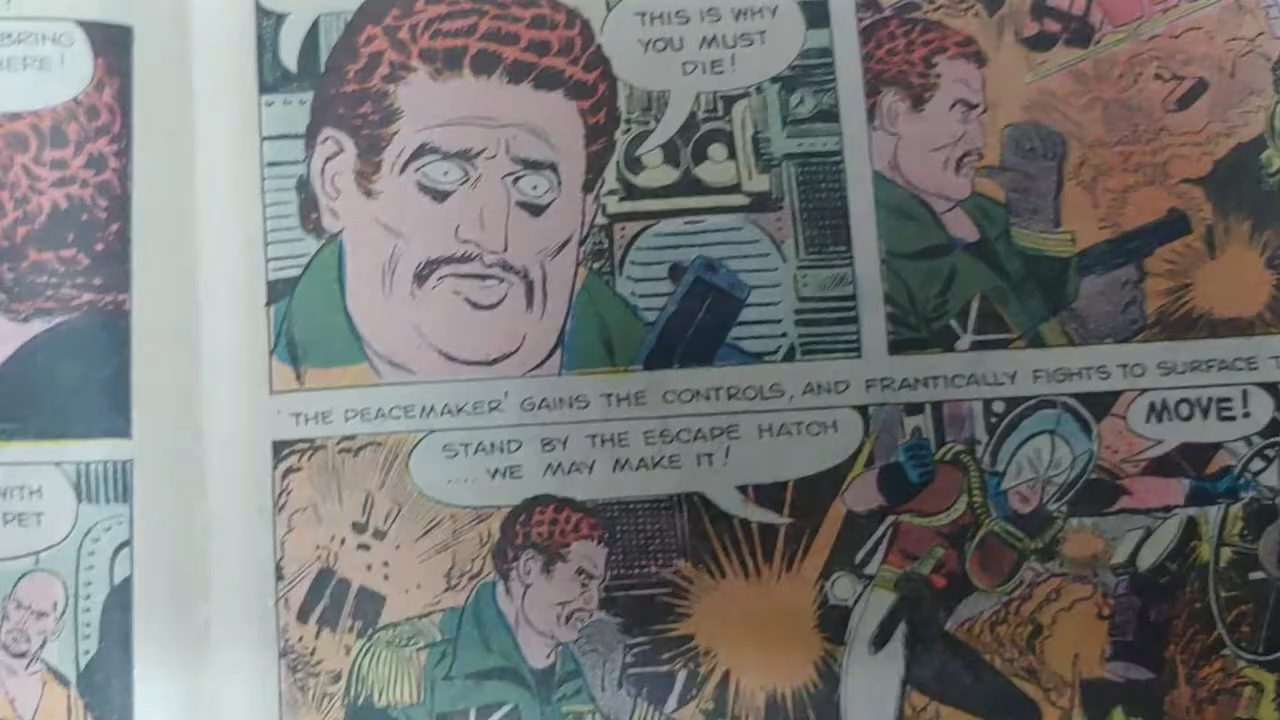 BRING
HERE!
WITH
PET
THIS IS WHY
YOU MUST
DIE!
'THE PEACEMAKER' GAINS THE CONTROLS, AND FRANTICALLY FIGHTS TO SURFACE
STAND BY THE ESCAPE HATCH
.... WE MAY MAKE IT!
MOVE!